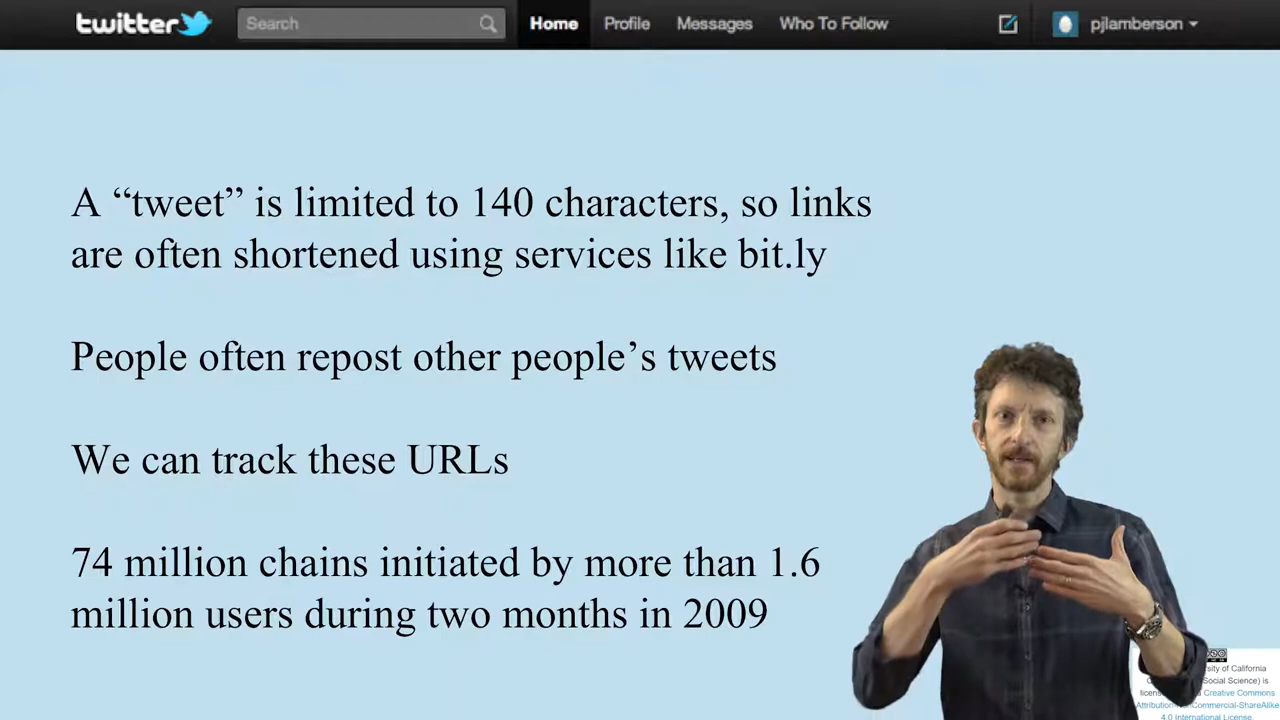 twitter Search Home Profile Messages Who To Follow pjlamberson
A “tweet” is limited to 140 characters, so links
are often shortened using services like bit.ly
People often repost other people’s tweets
We can track these URLs
74 million chains initiated by more than 1.6
million users during two months in 2009
of California
Social Science) is
Creative Commons
4.0 International License.